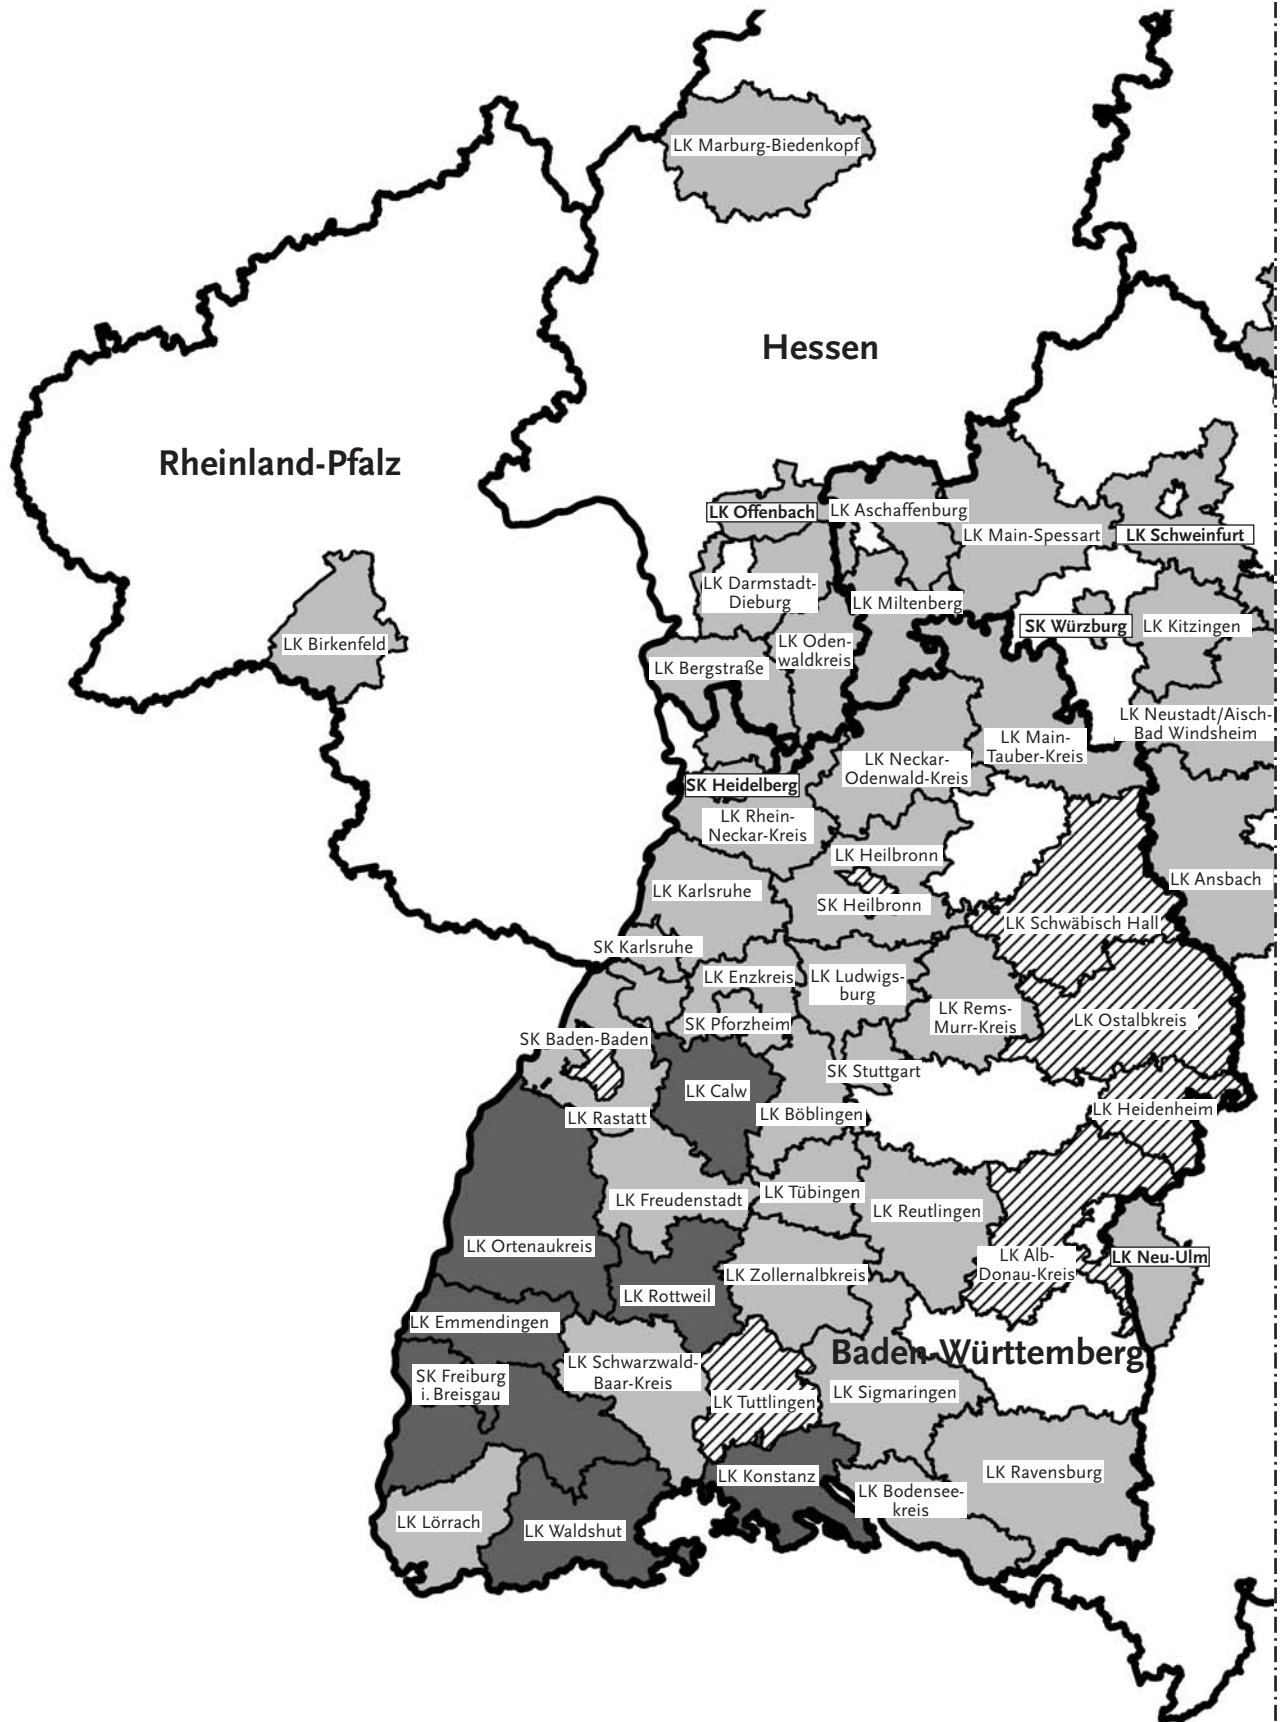 LK Marburg-Biedenkopf
Hessen
Rheinland-Pfalz
LK Offenbach
LK Aschaffenburg
LK Main-Spessart
LK Schweinfurt
LK Darmstadt-
Dieburg
LK Miltenberg
SK Würzburg
LK Kitzingen
LK Birkenfeld
LK Oden-
waldkreis
LK Bergstraße
LK Neustadt/Aisch-
Bad Windsheim
LK Main-
Tauber-Kreis
LK Neckar-
Odenwald-Kreis
SK Heidelberg
LK Rhein-
Neckar-Kreis
LK Heilbronn
LK Ansbach
LK Karlsruhe
SK Heilbronn
LK Schwäbisch Hall
SK Karlsruhe
LK Enzkreis
LK Ludwigs-
burg
LK Rems-
Murr-Kreis
LK Ostalbkreis
SK Pforzheim
SK Baden-Baden
SK Stuttgart
LK Calw
LK Heidenheim
LK Böblingen
LK Rastatt
LK Tübingen
LK Freudenstadt
LK Reutlingen
LK Ortenaukreis
LK Alb-
Donau-Kreis
LK Neu-Ulm
LK Zollernalbkreis
LK Rottweil
LK Emmendingen
Baden-Württemberg
LK Schwarzwald-
Baar-Kreis
SK Freiburg
i. Breisgau
LK Sigmaringen
LK Tuttlingen
LK Konstanz
LK Ravensburg
LK Bodensee-
kreis
LK Lörrach
LK Waldshut